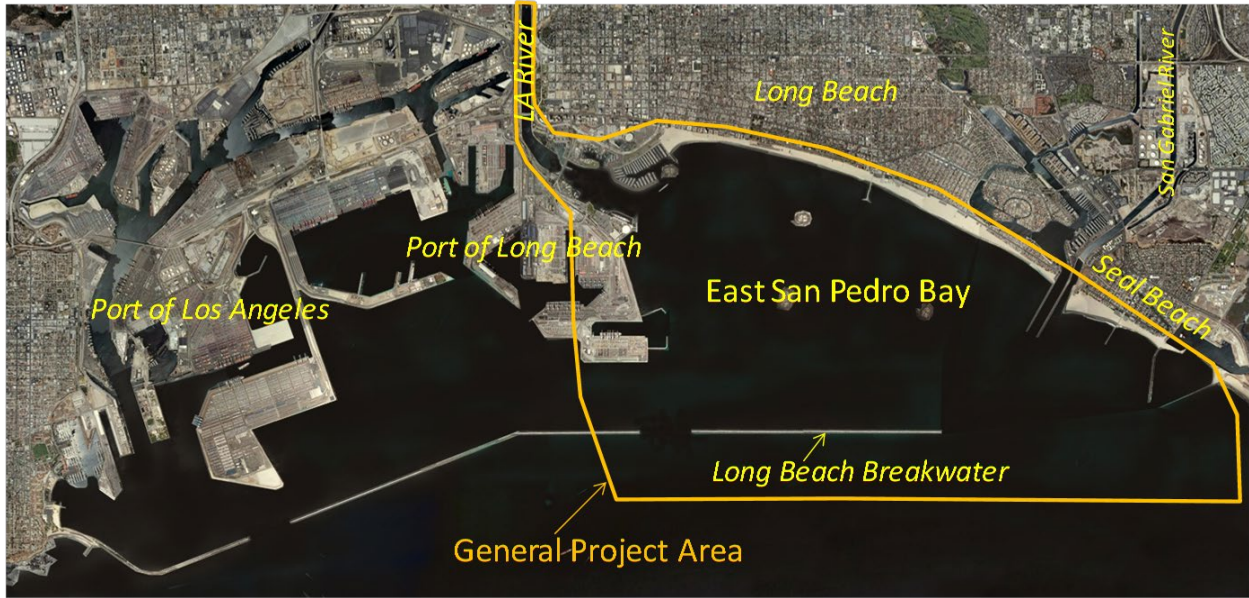 LA River
Long Beach
San Gabriel River
Port of Long Beach
Port of Los Angeles
East San Pedro Bay
Seal Beach
Long Beach Breakwater
General Project Area